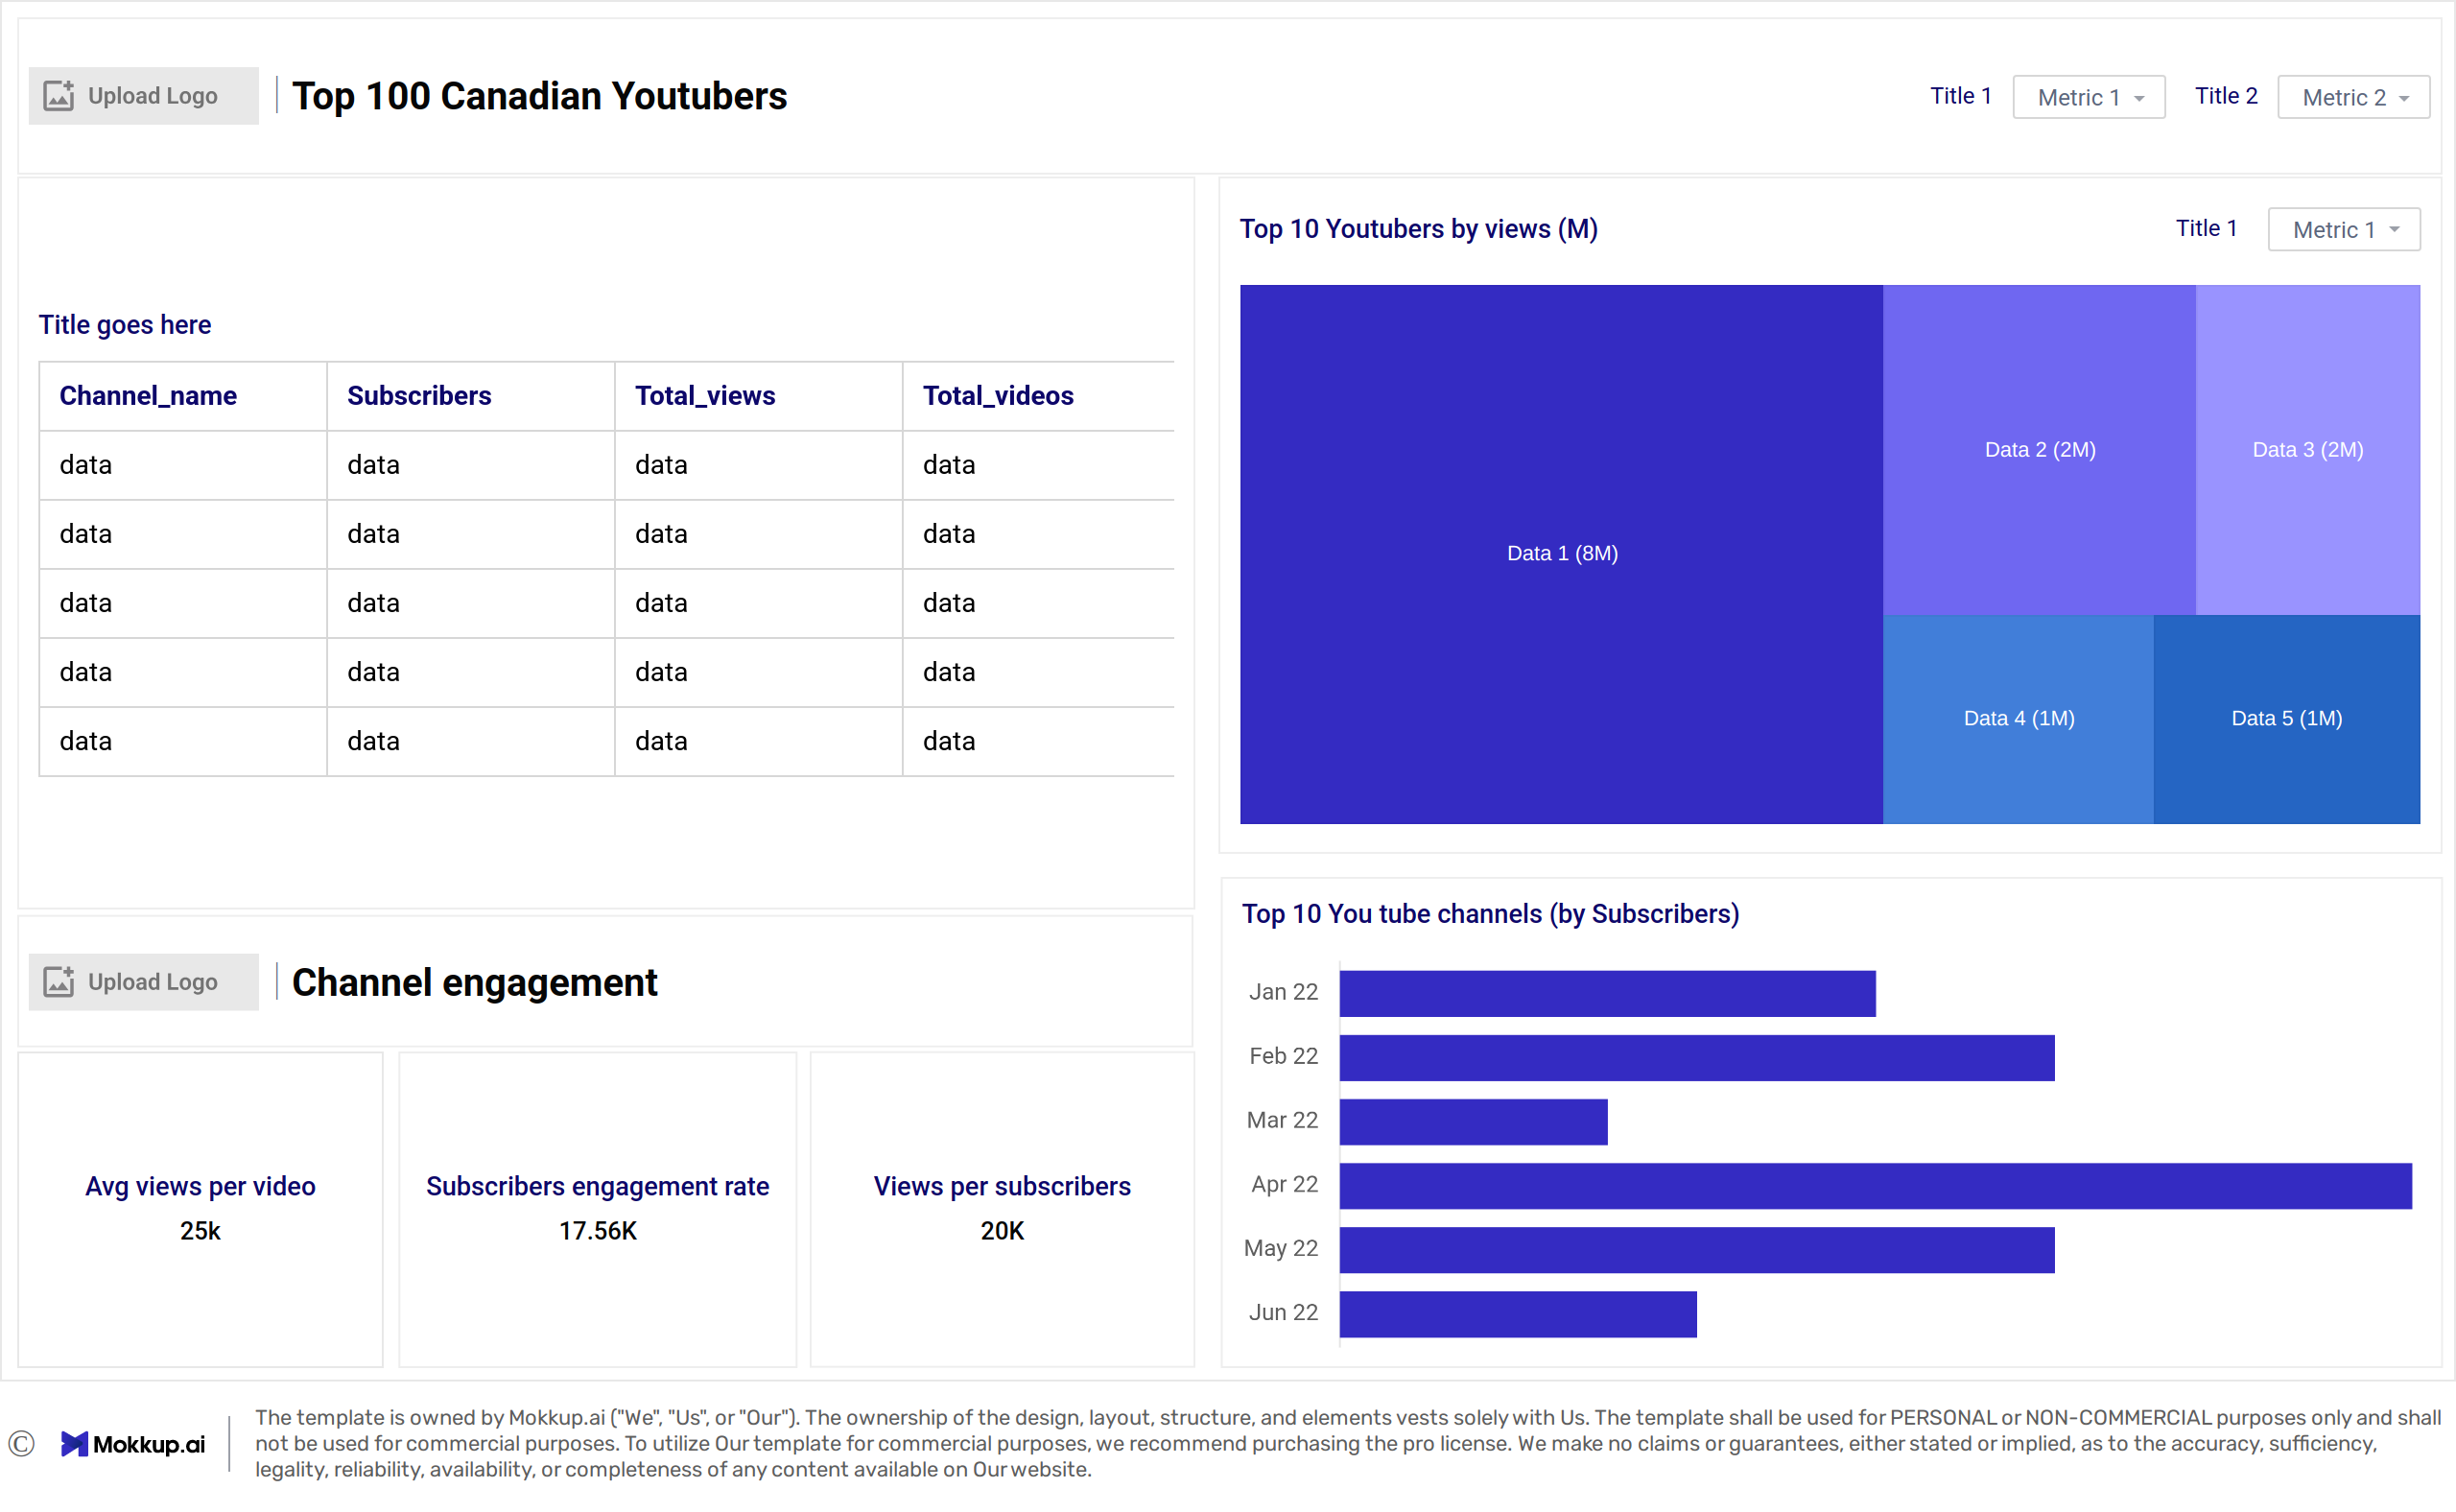 Upload Logo
Top 100 Canadian Youtubers
Title 1
Metric 1
Title 2
Metric 2
Title goes here
Channel_name Subscribers Total_views Total_videos
data data data data
data data data data
data data data data
data data data data
data data data data
Top 10 Youtubers by views (M)
Title 1
Metric 1
Data 1 (8M)
Data 2 (2M)
Data 3 (2M)
Data 4 (1M)
Data 5 (1M)
Upload Logo
Channel engagement
Avg views per video
25k
Subscribers engagement rate
17.56K
Views per subscribers
20K
Top 10 You tube channels (by Subscribers)
Jan 22
Feb 22
Mar 22
Apr 22
May 22
Jun 22
© Mokkup.ai
The template is owned by Mokkup.ai ("We", "Us", or "Our"). The ownership of the design, layout, structure, and elements vests solely with Us. The template shall be used for PERSONAL or NON-COMMERCIAL purposes only and shall
not be used for commercial purposes. To utilize Our template for commercial purposes, we recommend purchasing the pro license. We make no claims or guarantees, either stated or implied, as to the accuracy, sufficiency,
legality, reliability, availability, or completeness of any content available on Our website.